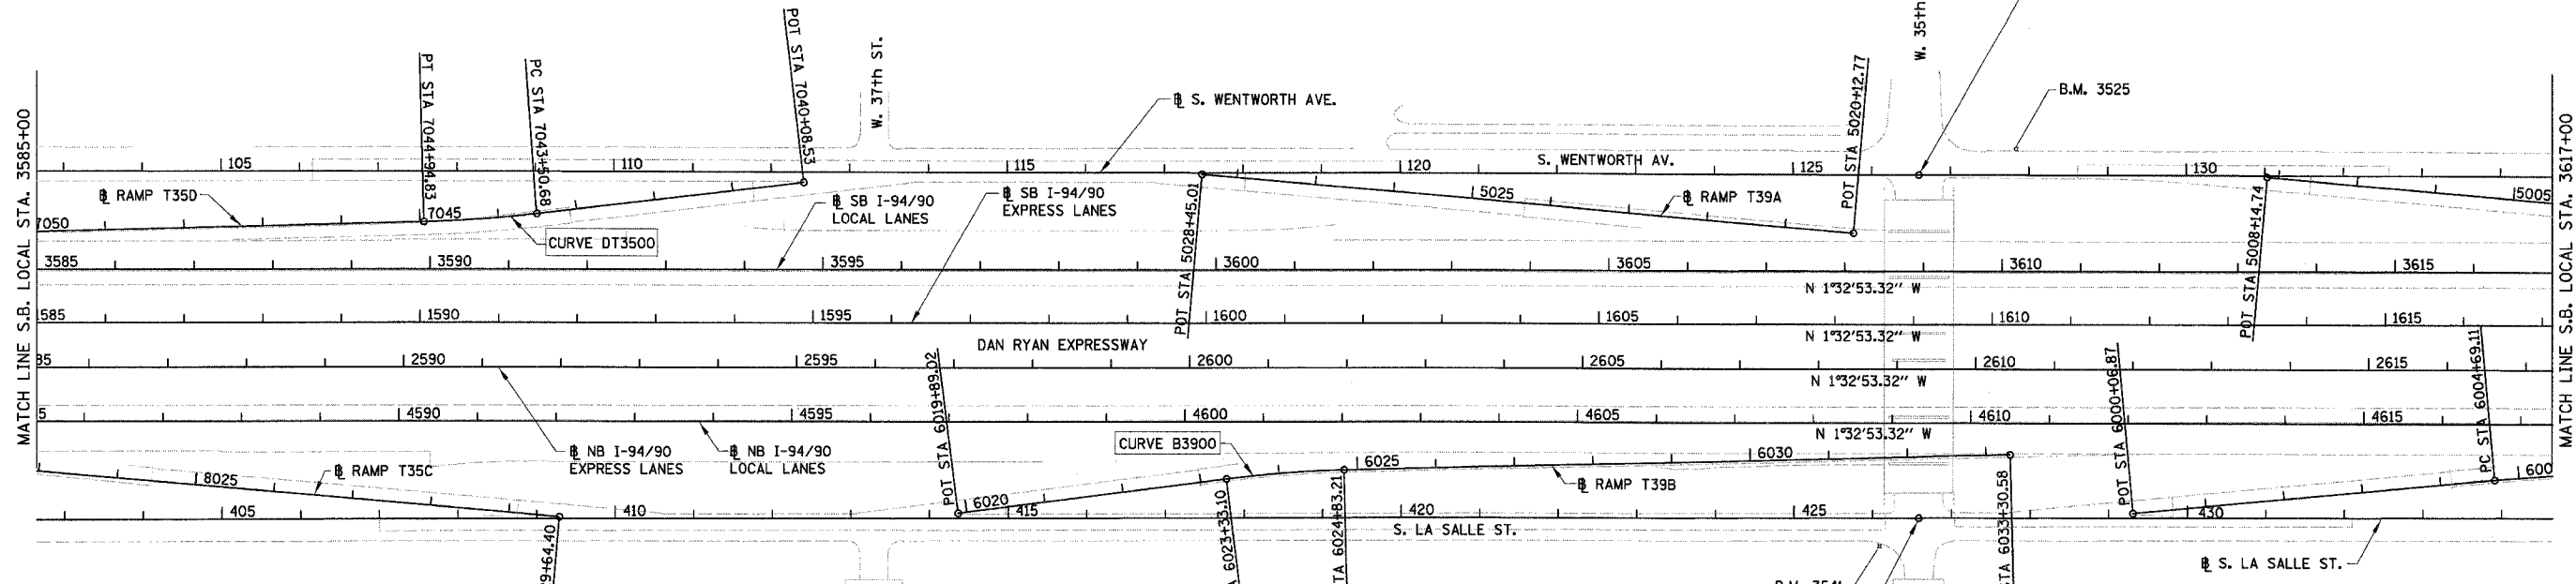 MATCH LINE S.B. LOCAL STA. 3585+00
PT STA 7044+94.83
PC STA 7043+50.68
POT STA 7040+08.53
W. 37th ST.
℄ S. WENTWORTH AVE.
POT STA 5020+12.77
W. 35th
B.M. 3525
MATCH LINE S.B. LOCAL STA. 3617+00
105
110
115
120
S. WENTWORTH AV.
125
130
℄ RAMP T35D
7050
7045
CURVE DT3500
℄ SB I-94/90
LOCAL LANES
℄ SB I-94/90
EXPRESS LANES
POT STA 5028+45.01
5025
℄ RAMP T39A
POT STA 5008+14.74
5005
3585
3590
3595
3600
3605
3610
3615
N 1°32'53.32" W
585
1590
1595
1600
1605
1610
1615
DAN RYAN EXPRESSWAY
N 1°32'53.32" W
85
2590
2595
2600
2605
2610
2615
N 1°32'53.32" W
5
4590
4595
4600
4605
4610
4615
N 1°32'53.32" W
℄ NB I-94/90
EXPRESS LANES
℄ NB I-94/90
LOCAL LANES
POT STA 6019+89.02
CURVE B3900
POT STA 6000+06.87
PC STA 6004+69.11
℄ RAMP T35C
8025
6020
6025
6030
℄ RAMP T39B
600
405
410
415
420
425
430
S. LA SALLE ST.
9+64.40
6023+33.10
TA 6024+83.21
TA 6033+30.58
℄ S. LA SALLE ST.